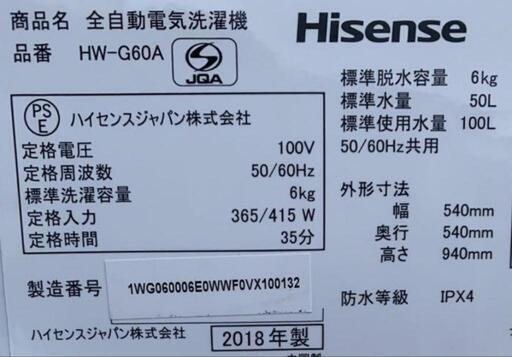 商品名 全自動電気洗濯機
品番 HW-G60A
JQA
PS
E
ハイセンスジャパン株式会社
定格電圧 100V
定格周波数 50/60Hz
標準洗濯容量 6kg
定格入力 365/415 W
定格時間 35分
製造番号 1WG060006E0WWF0VX100132
ハイセンスジャパン株式会社 2018年製
Hisense
標準脱水容量 6kg
標準水量 50L
標準使用水量 100L
50/60Hz共用
外形寸法
幅 540mm
奥行 540mm
高さ 940mm
防水等級 IPX4